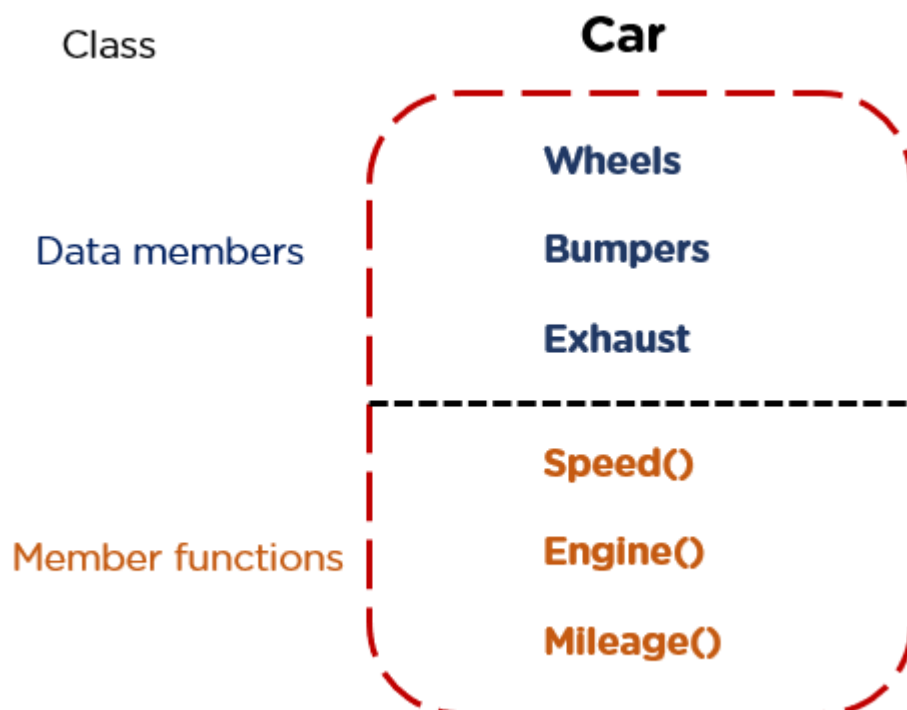 Class
Car
Wheels
Data members
Bumpers
Exhaust
Speed()
Member functions
Engine()
Mileage()